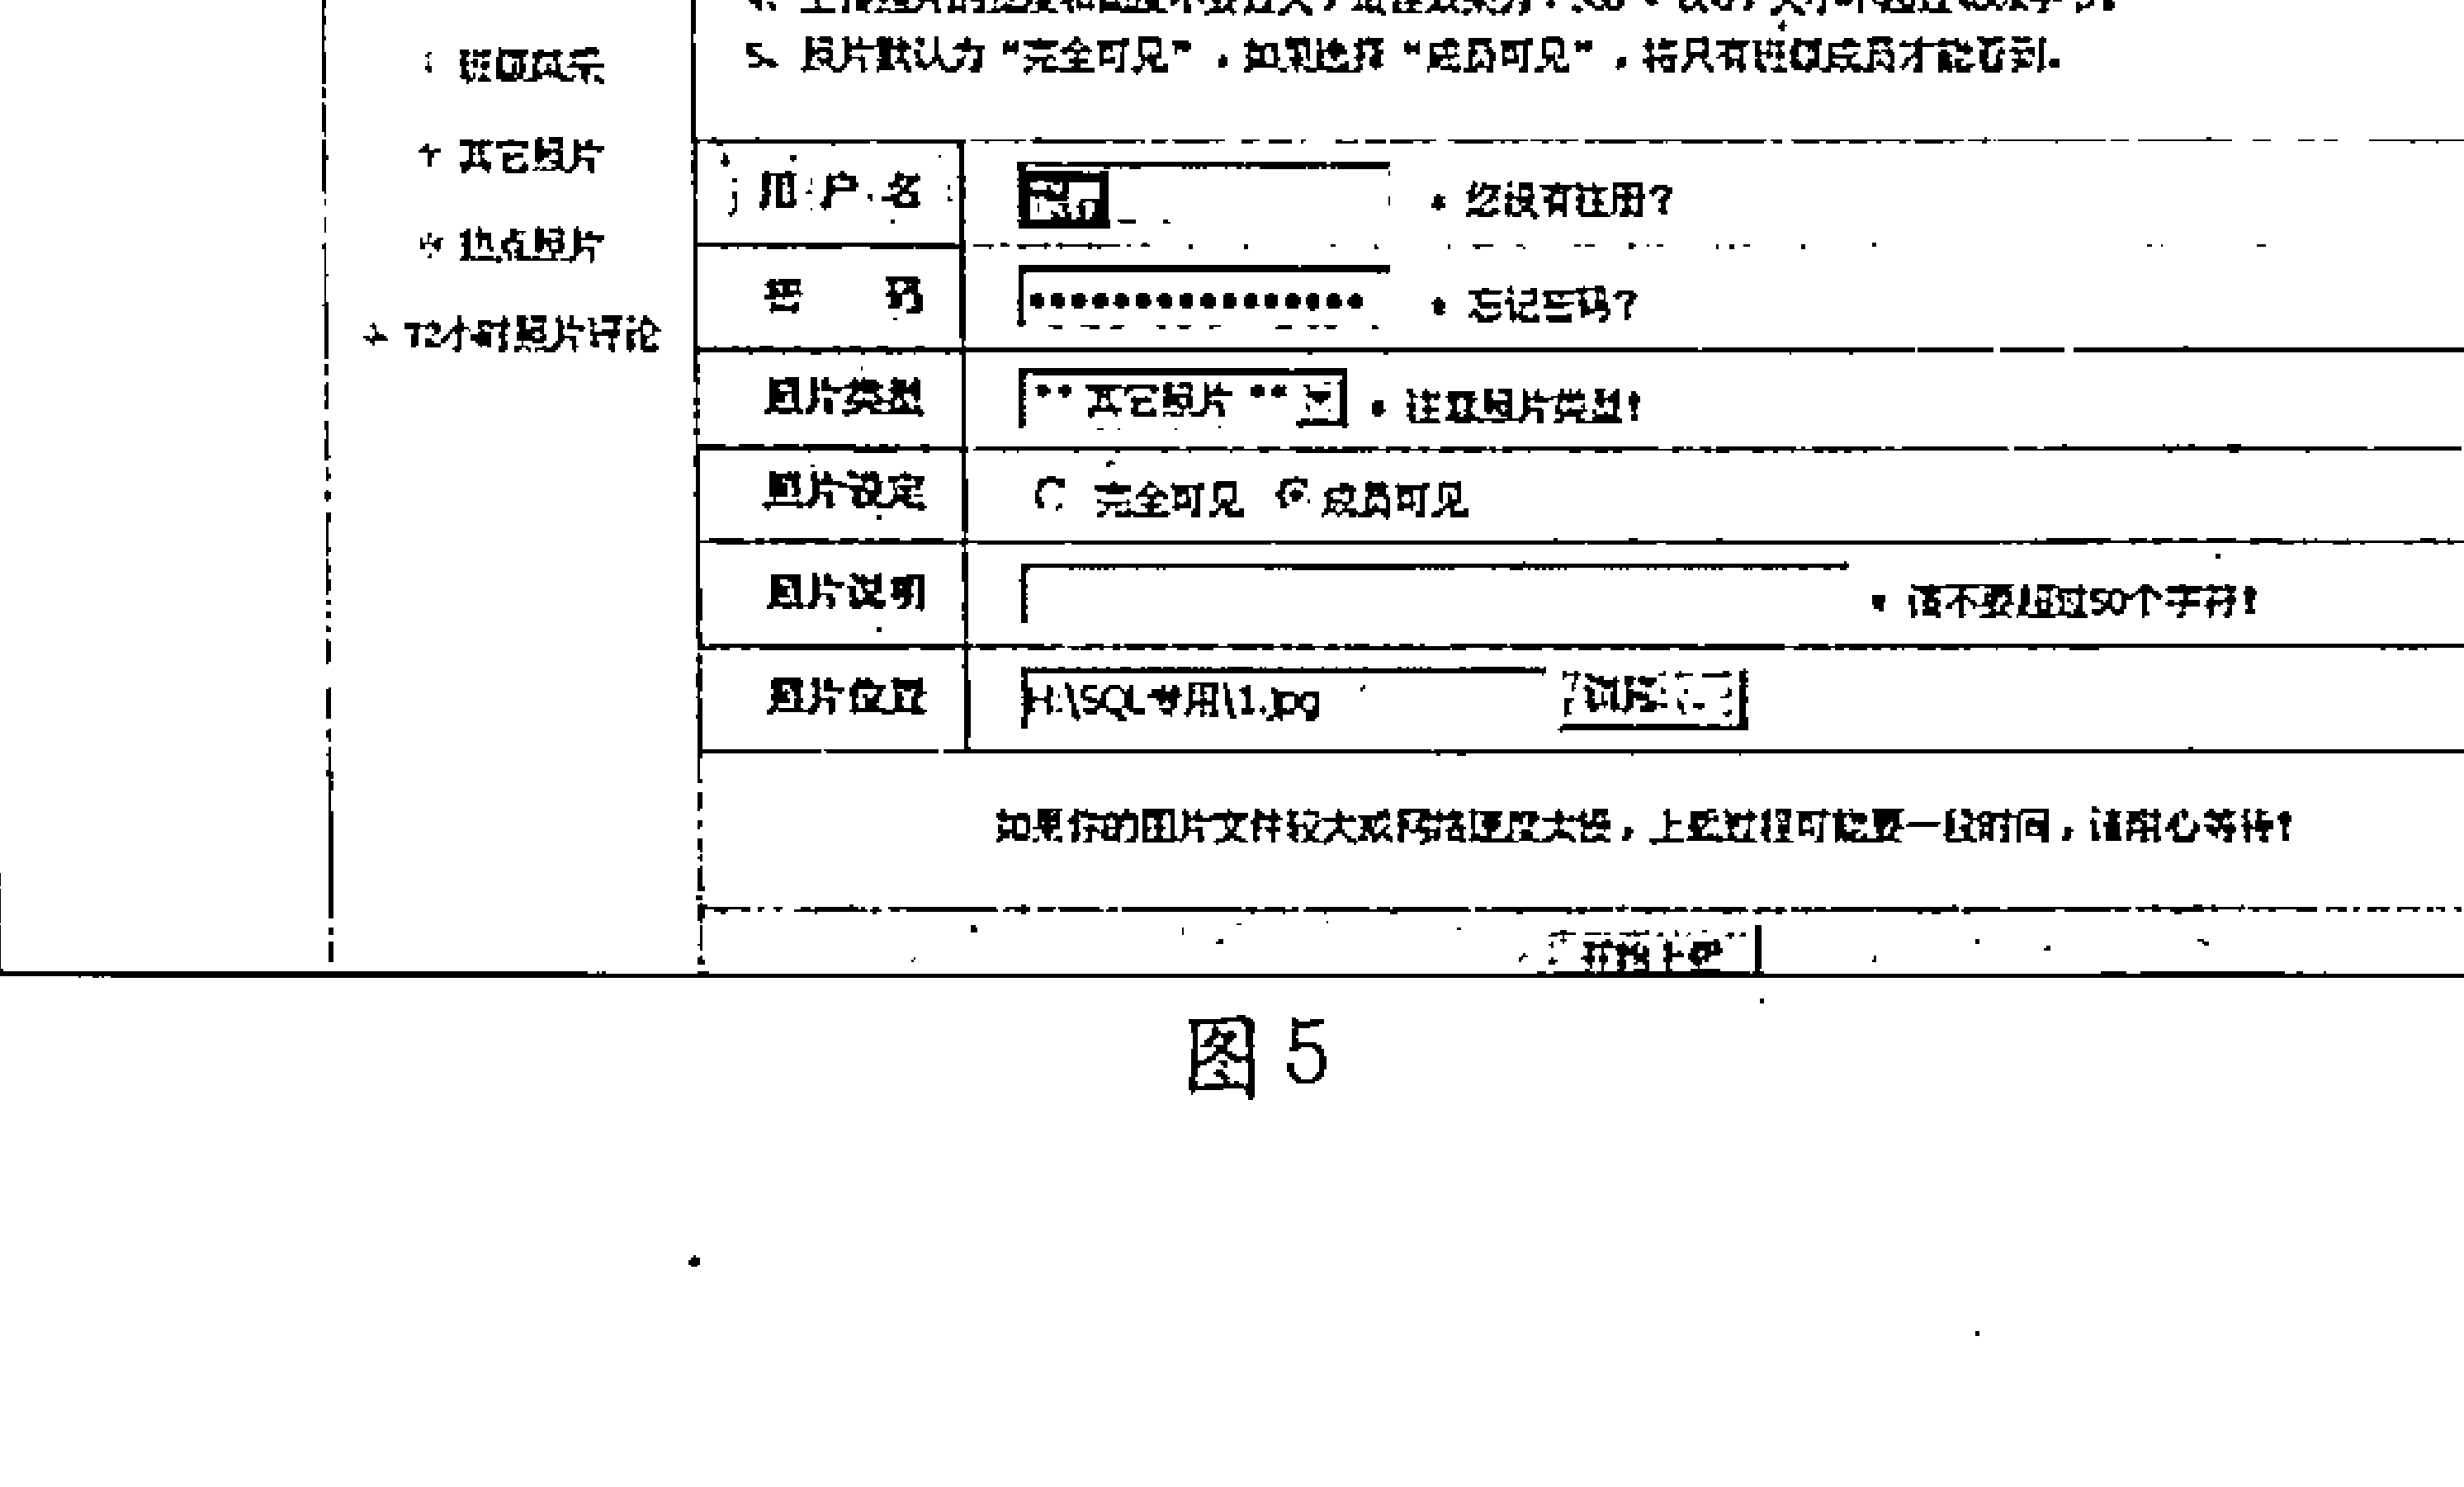 5、照片默认为“完全可见”，如果选择“成员可见”，将只有班级成员才能看到。
其它照片
热点照片
72小时照片评论
用户名
• 您没有注册?
密 码
•••••••••••••••• • 忘记密码?
照片类型
** 其它照片 ** • 注意照片类型!
照片设定
完全可见 成员可见
照片说明
• 请不要超过50个字符!
照片位置
H:\SQL专用\1.jpg 浏览...
如果你的图片文件较大或网络速度太慢，上传过程可能要一段时间，请耐心等待!
开始上传
图5